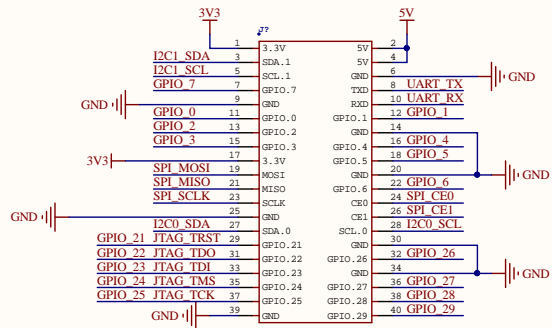 3V3 5V
J?
1 3.3V 5V 2
I2C1_SDA 3 SDA.1 5V 4
I2C1_SCL 5 SCL.1 GND 6 GND
GPIO_7 7 GPIO.7 TXD 8 UART_TX
GND 9 GND RXD 10 UART_RX
GPIO_0 11 GPIO.0 GPIO.1 12 GPIO_1
GPIO_2 13 GPIO.2 GND 14
GPIO_3 15 GPIO.3 GPIO.4 16 GPIO_4
3V3 17 3.3V GPIO.5 18 GPIO_5
SPI_MOSI 19 MOSI GND 20 GND
SPI_MISO 21 MISO GPIO.6 22 GPIO_6
SPI_SCLK 23 SCLK CE0 24 SPI_CE0
GND 25 GND CE1 26 SPI_CE1
I2C0_SDA 27 SDA.0 SCL.0 28 I2C0_SCL
GPIO_21 JTAG_TRST 29 GPIO.21 GND 30
GPIO_22 JTAG_TDO 31 GPIO.22 GPIO.26 32 GPIO_26
GPIO_23 JTAG_TDI 33 GPIO.23 GND 34 GND
GPIO_24 JTAG_TMS 35 GPIO.24 GPIO.27 36 GPIO_27
GPIO_25 JTAG_TCK 37 GPIO.25 GPIO.28 38 GPIO_28
GND 39 GND GPIO.29 40 GPIO_29